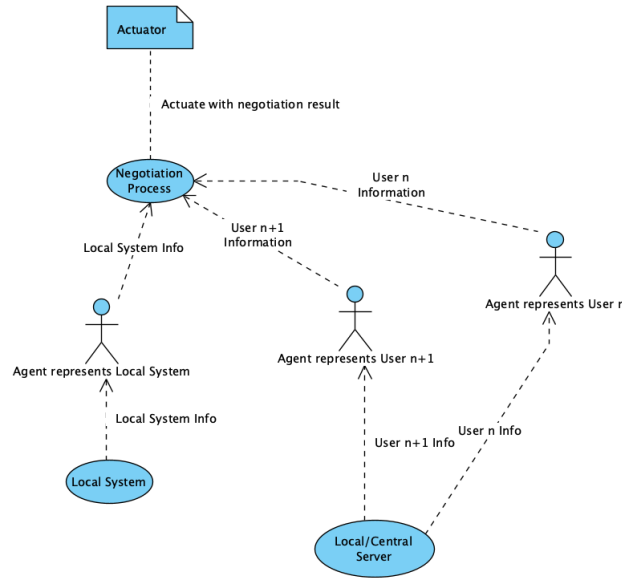 Actuator
Actuate with negotiation result
Negotiation
Process
User n
Information
User n+1
Information
Local System Info
Agent represents User n
Agent represents User n+1
Agent represents Local System
Local System Info
User n Info
User n+1 Info
Local System
Local/Central
Server